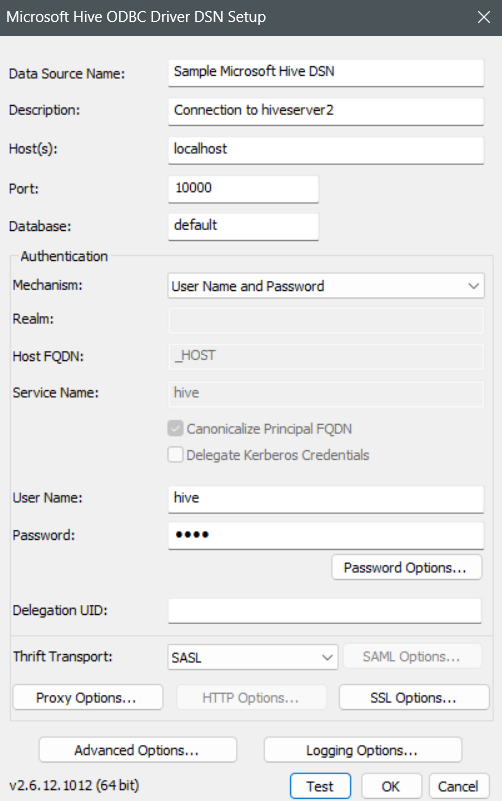 Microsoft Hive ODBC Driver DSN Setup
Data Source Name: Sample Microsoft Hive DSN
Description: Connection to hiveserver2
Host(s): localhost
Port: 10000
Database: default
Authentication
Mechanism: User Name and Password
Realm:
Host FQDN: _HOST
Service Name: hive
Canonicalize Principal FQDN
Delegate Kerberos Credentials
User Name: hive
Password: ●●●●
Password Options...
Delegation UID:
Thrift Transport: SASL SAML Options...
Proxy Options... HTTP Options... SSL Options...
Advanced Options... Logging Options...
v2.6.12.1012 (64 bit) Test OK Cancel